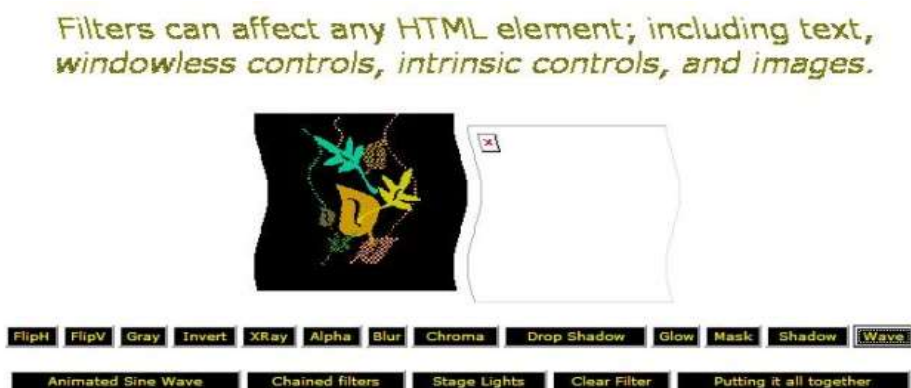 Filters can affect any HTML element; including text,
windowless controls, intrinsic controls, and images.
FlipH FlipV Gray Invert XRay Alpha Blur Chroma Drop Shadow Glow Mask Shadow Wave
Animated Sine Wave Chained filters Stage Lights Clear Filter Putting it all together